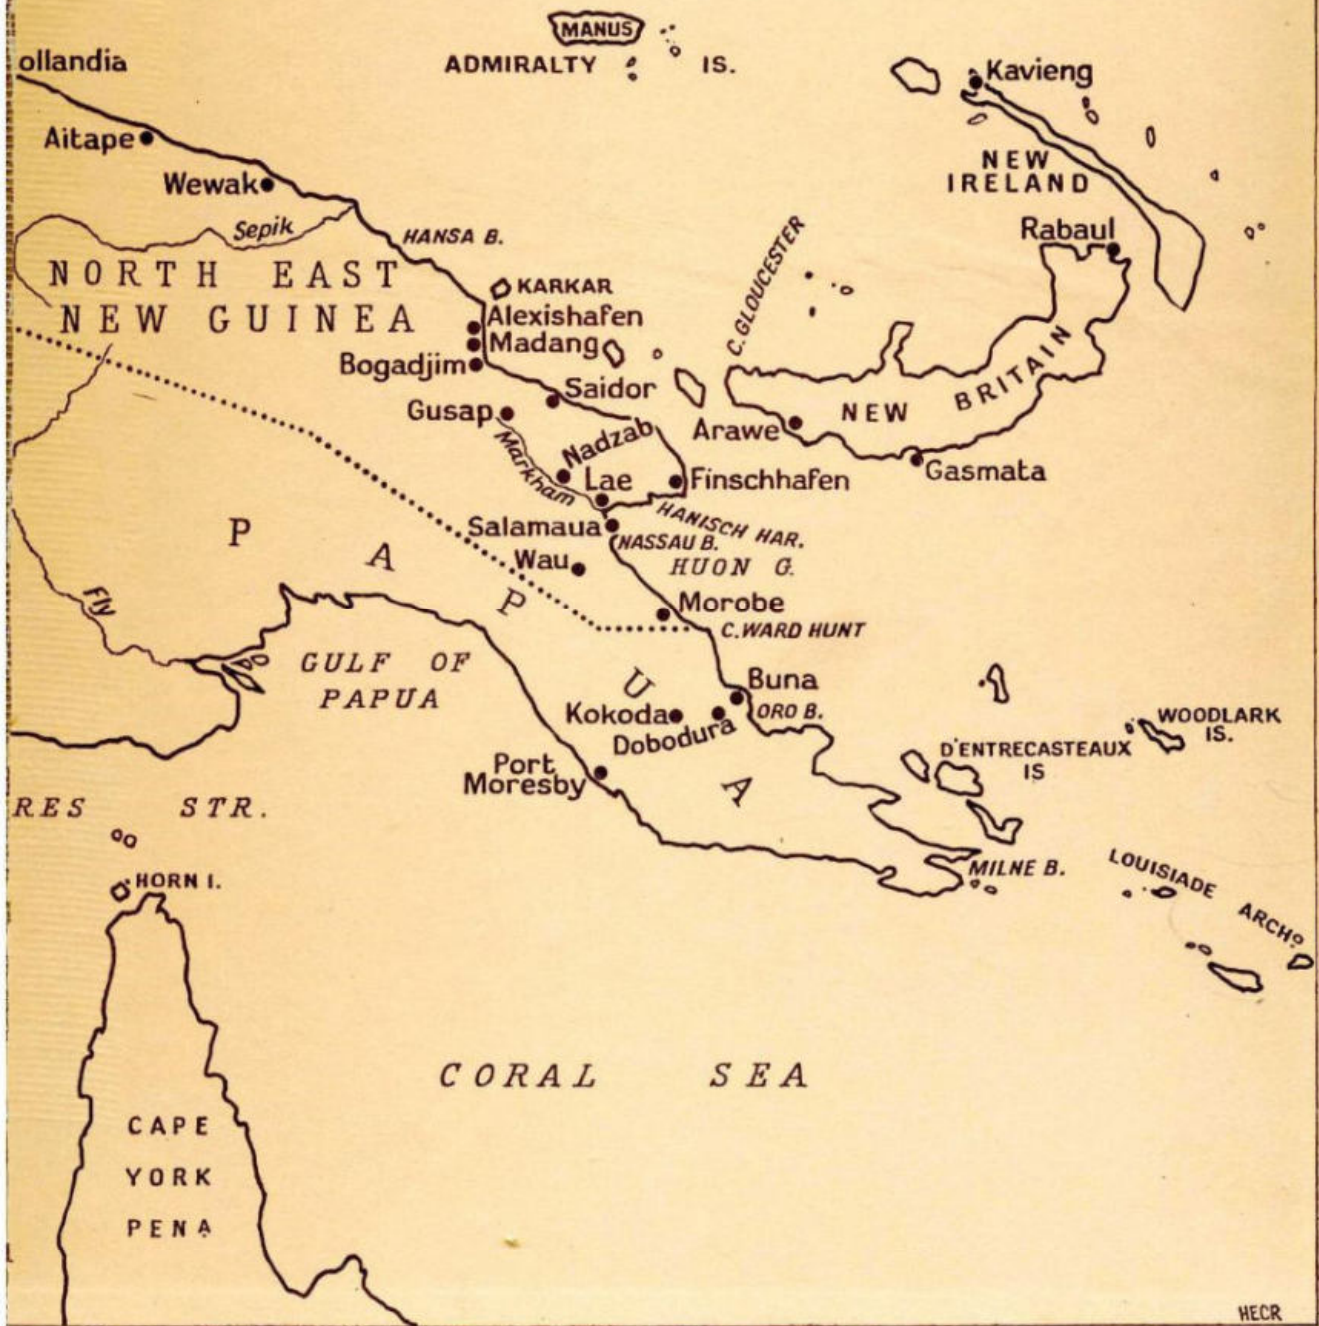 MANUS
ADMIRALTY IS.
ollandia
Kavieng
Aitape
NEW
IRELAND
Wewak
Sepik
HANSA B.
Rabaul
C. GLOUCESTER
NORTH EAST
NEW GUINEA
KARKAR
Alexishafen
Madang
Bogadjim
Saidor
Gusap
NEW BRITAIN
Arawe
Nadzab
Markham
Lae
Finschhafen
Gasmata
HANISCH HAR.
Salamaua
NASSAU B.
Wau
HUON G.
PAPUA
Fly
Morobe
C. WARD HUNT
GULF OF
PAPUA
Buna
Kokoda
ORO B.
Dobodura
WOODLARK
IS.
D'ENTRECASTEAUX
IS
Port
Moresby
RES STR.
MILNE B.
LOUISIADE ARCHO
HORN I.
CORAL SEA
CAPE
YORK
PENA
HECR